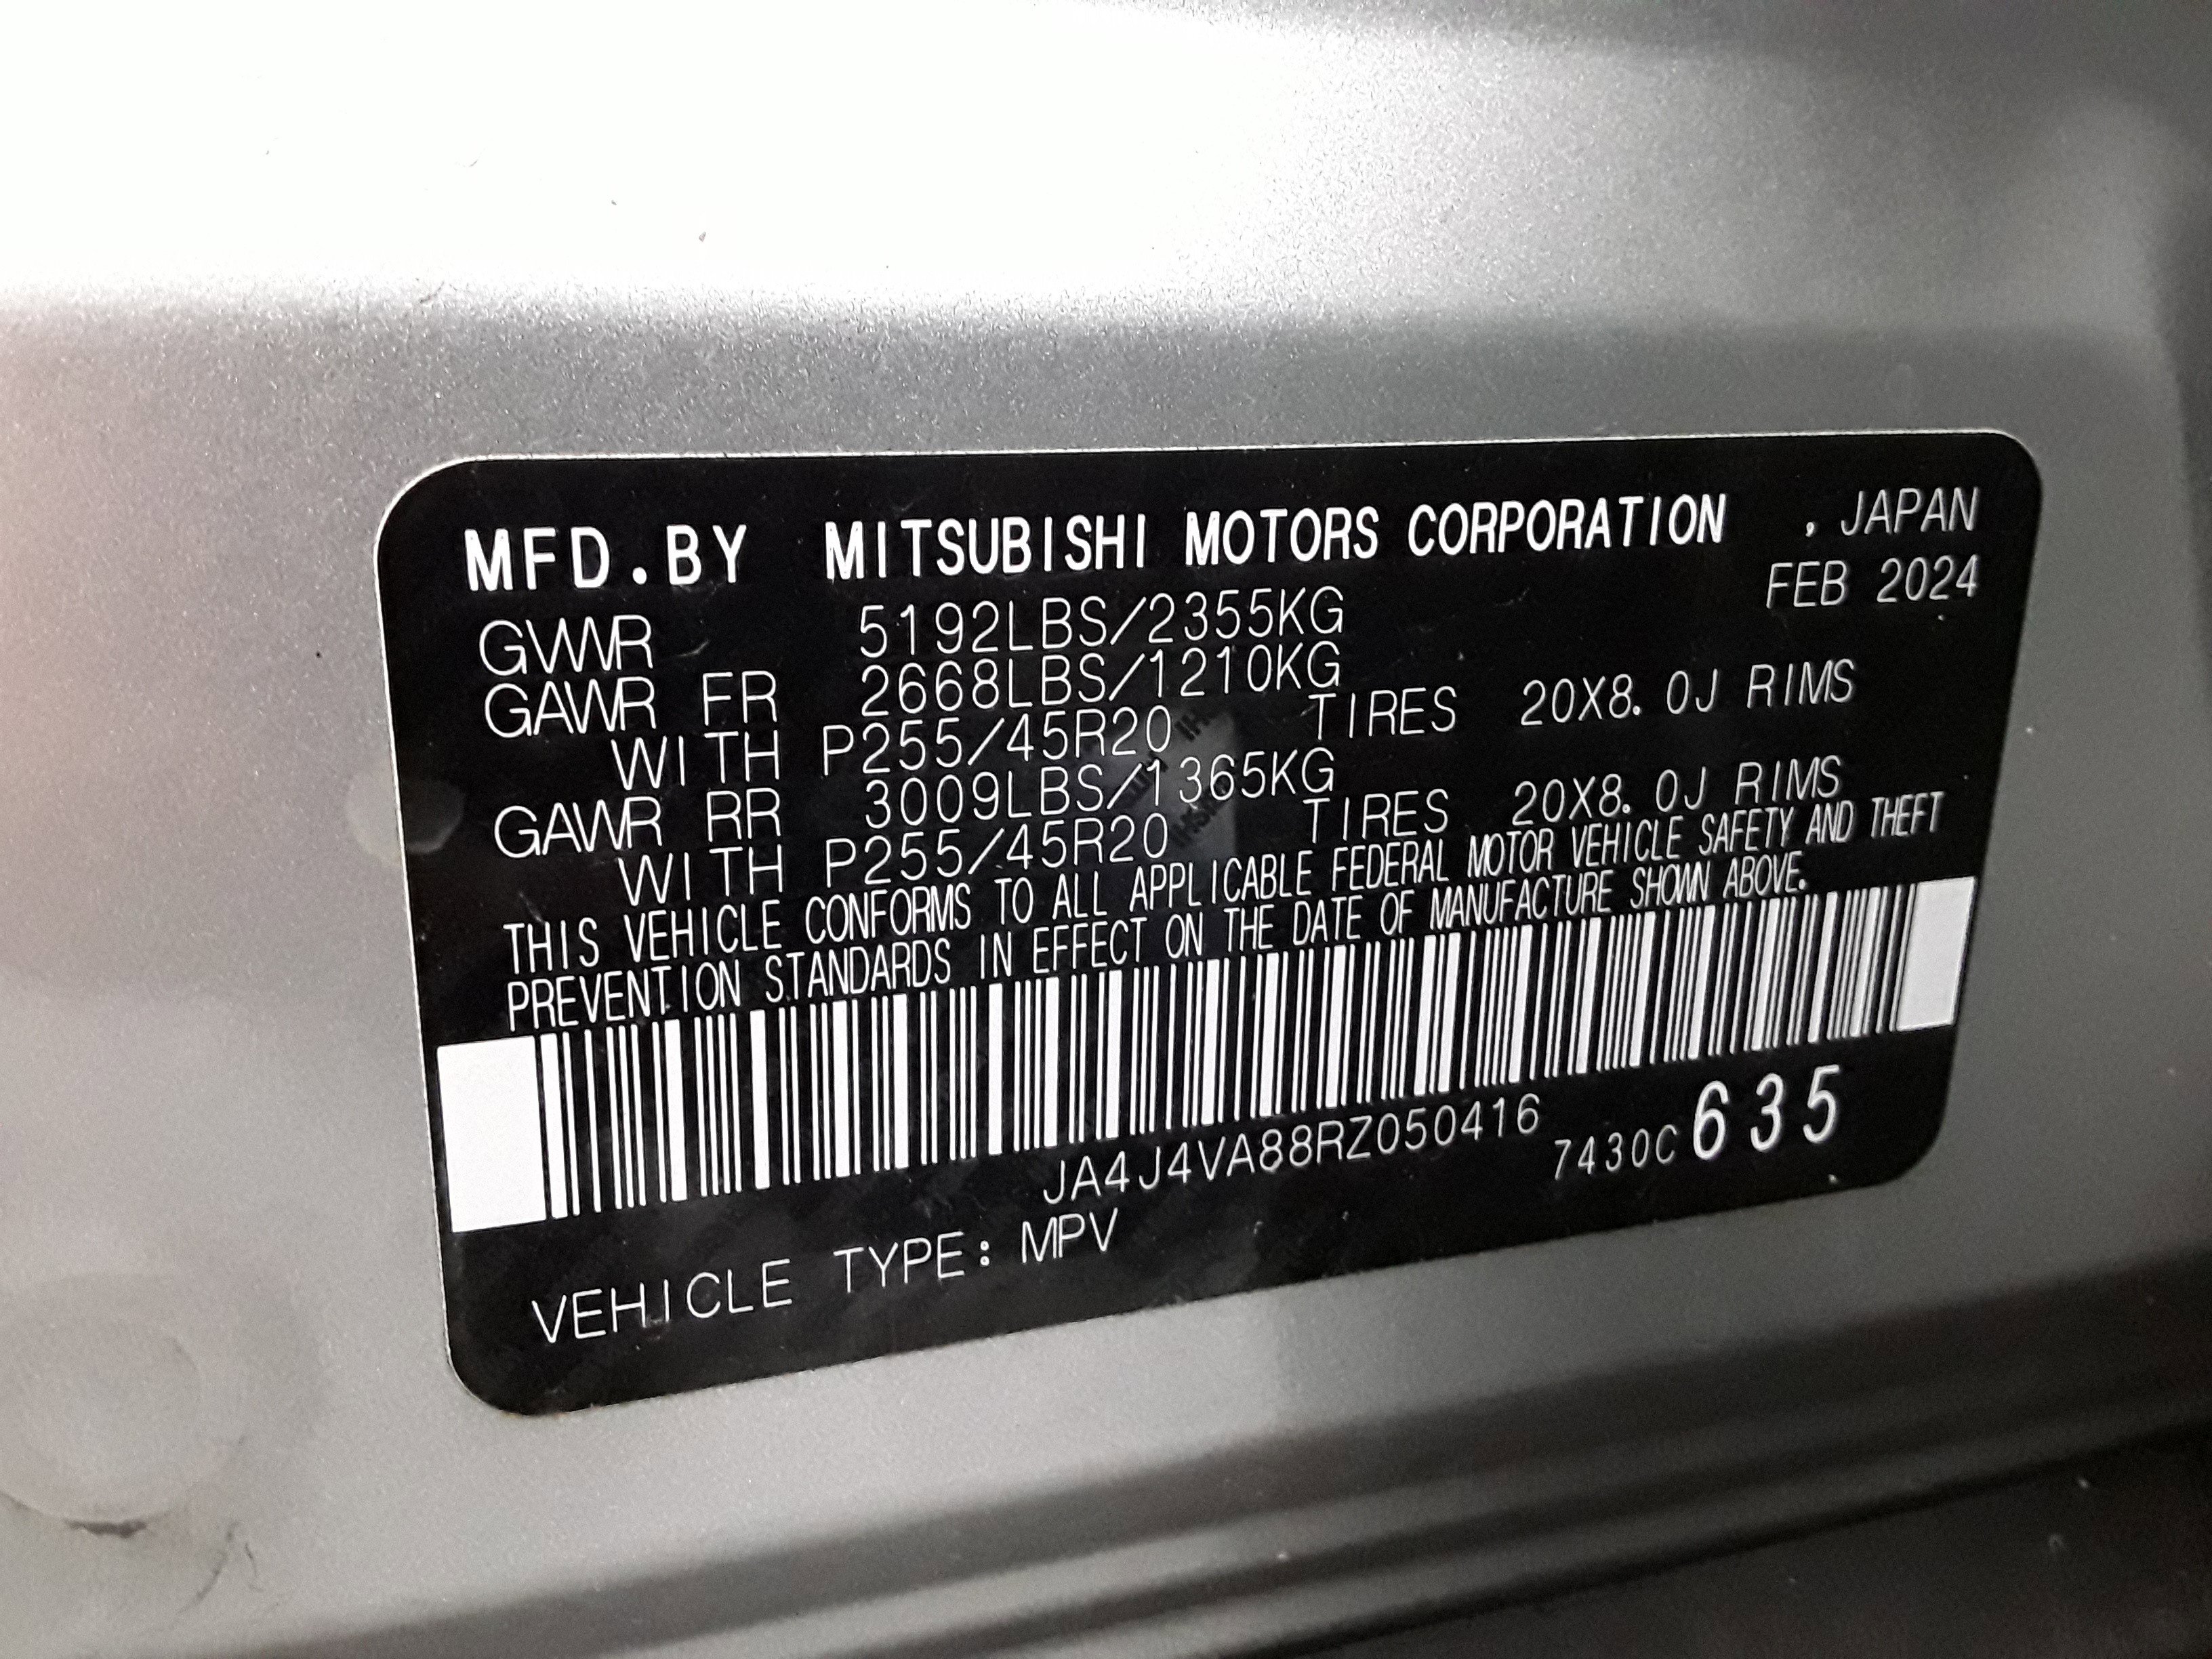 MFD.BY MITSUBISHI MOTORS CORPORATION , JAPAN
FEB 2024
GVWR 5192LBS/2355KG
GAWR FR 2668LBS/1210KG
WITH P255/45R20 TIRES 20X8.0J RIMS
GAWR RR 3009LBS/1365KG
WITH P255/45R20 TIRES 20X8.0J RIMS
THIS VEHICLE CONFORMS TO ALL APPLICABLE FEDERAL MOTOR VEHICLE SAFETY AND THEFT
PREVENTION STANDARDS IN EFFECT ON THE DATE OF MANUFACTURE SHOWN ABOVE.
JA4J4VA88RZ050416 7430C635
VEHICLE TYPE: MPV